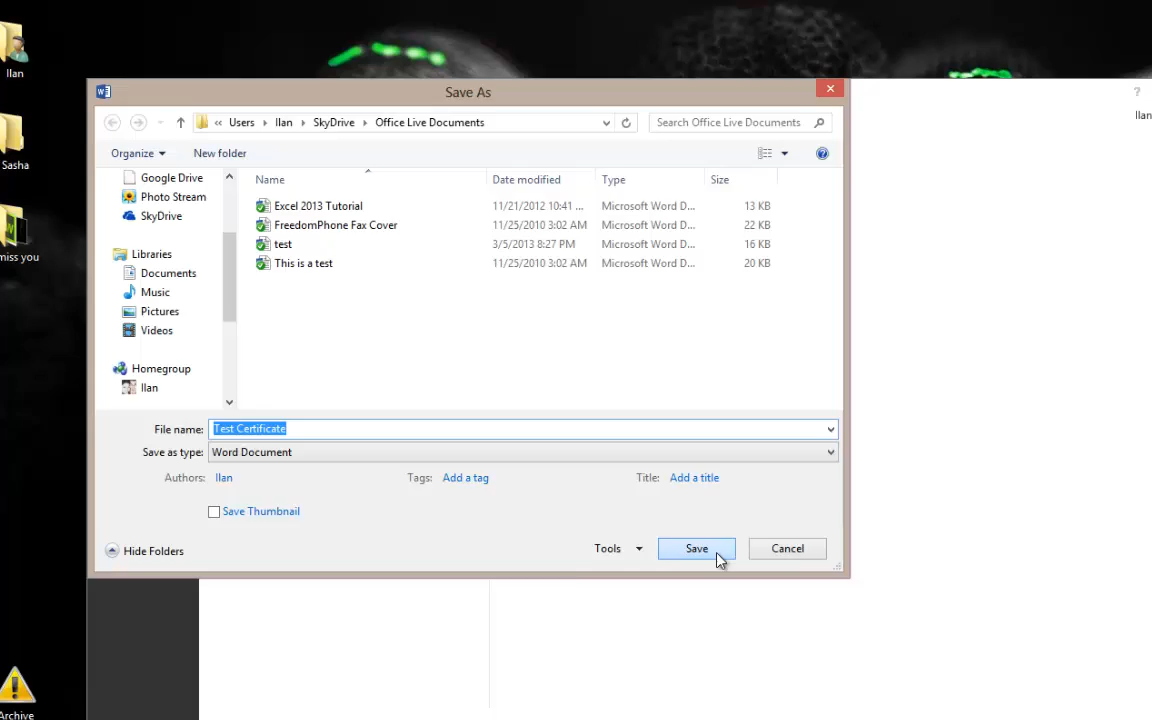 Ilan
Sasha
miss you
Archive
Save As
Users Ilan SkyDrive Office Live Documents
Search Office Live Documents
Organize
New folder
Google Drive
Photo Stream
SkyDrive
Libraries
Documents
Music
Pictures
Videos
Homegroup
Ilan
Name Date modified Type Size
Excel 2013 Tutorial 11/21/2012 10:41 ... Microsoft Word D... 13 KB
FreedomPhone Fax Cover 11/25/2010 3:02 AM Microsoft Word D... 22 KB
test 3/5/2013 8:27 PM Microsoft Word D... 16 KB
This is a test 11/25/2010 3:02 AM Microsoft Word D... 20 KB
File name: Test Certificate
Save as type: Word Document
Authors: Ilan Tags: Add a tag Title: Add a title
Save Thumbnail
Hide Folders
Tools Save Cancel
?
Ilan